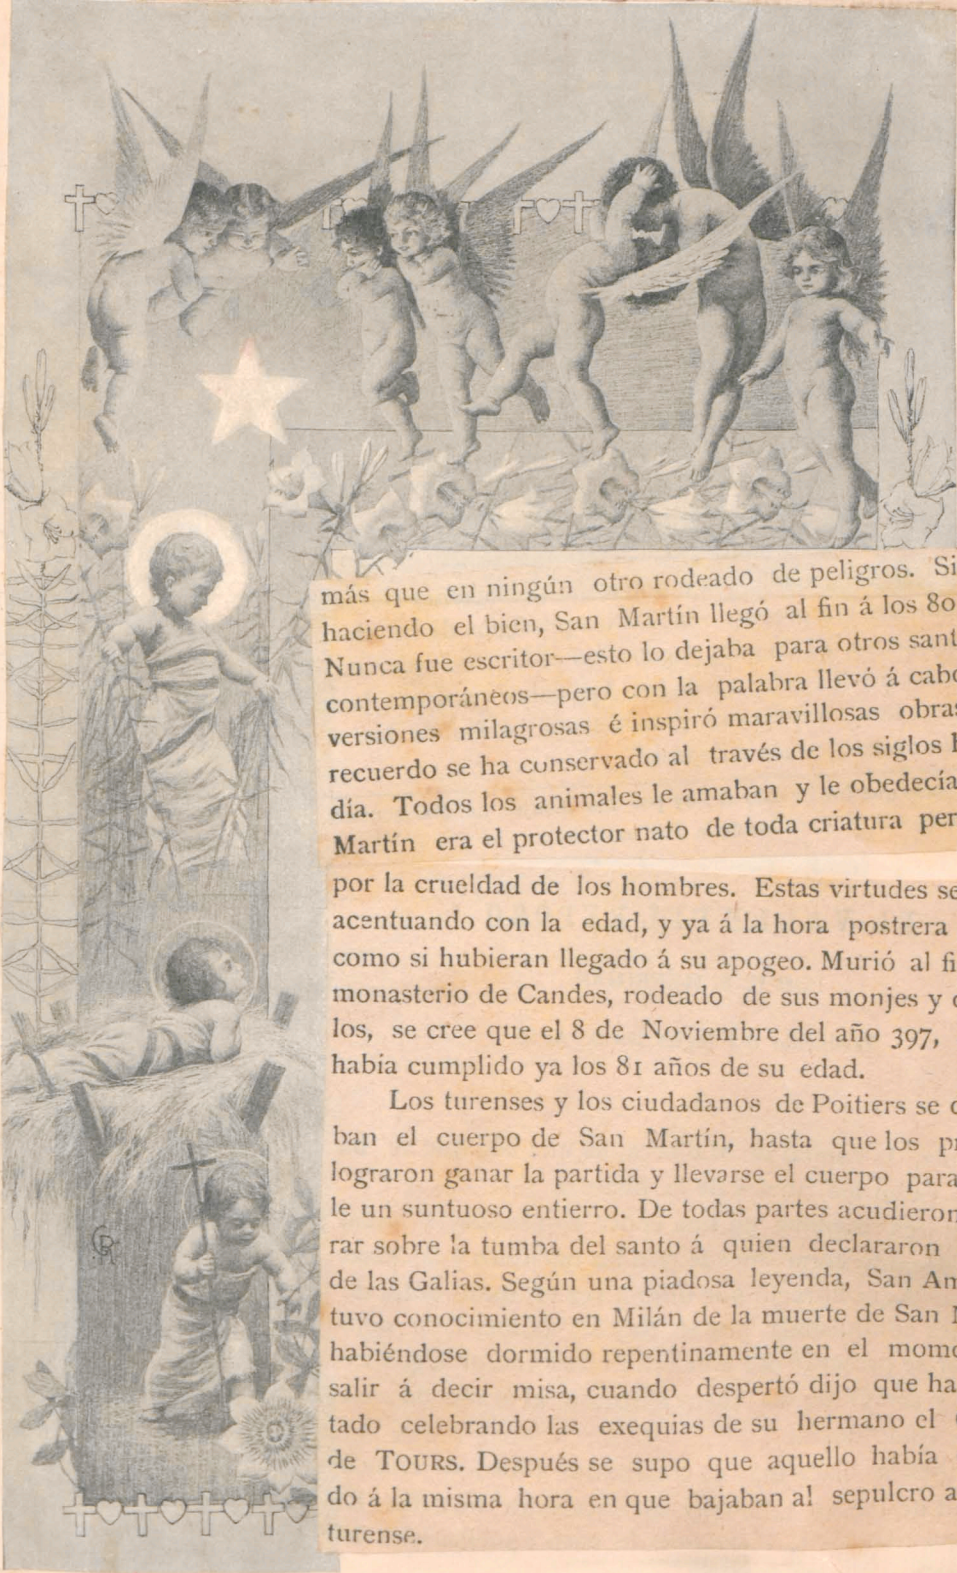 más que en ningún otro rodeado de peligros. Si
haciendo el bien, San Martín llegó al fin á los 80
Nunca fue escritor—esto lo dejaba para otros sant
contemporáneos—pero con la palabra llevó á cab
versiones milagrosas é inspiró maravillosas obras
recuerdo se ha conservado al través de los siglos
día. Todos los animales le amaban y le obedecía
Martín era el protector nato de toda criatura per
por la crueldad de los hombres. Estas virtudes se
acentuando con la edad, y ya á la hora postrera
como si hubieran llegado á su apogeo. Murió al fi
monasterio de Candes, rodeado de sus monjes y
los, se cree que el 8 de Noviembre del año 397,
había cumplido ya los 81 años de su edad.
Los turenses y los ciudadanos de Poitiers se
ban el cuerpo de San Martín, hasta que los pr
lograron ganar la partida y llevarse el cuerpo para
le un suntuoso entierro. De todas partes acudieron
rar sobre la tumba del santo á quien declararon
de las Galias. Según una piadosa leyenda, San Am
tuvo conocimiento en Milán de la muerte de San
habiéndose dormido repentinamente en el mom
salir á decir misa, cuando despertó dijo que ha
tado celebrando las exequias de su hermano el
de TOURS. Después se supo que aquello había
do á la misma hora en que bajaban al sepulcro a
turense.